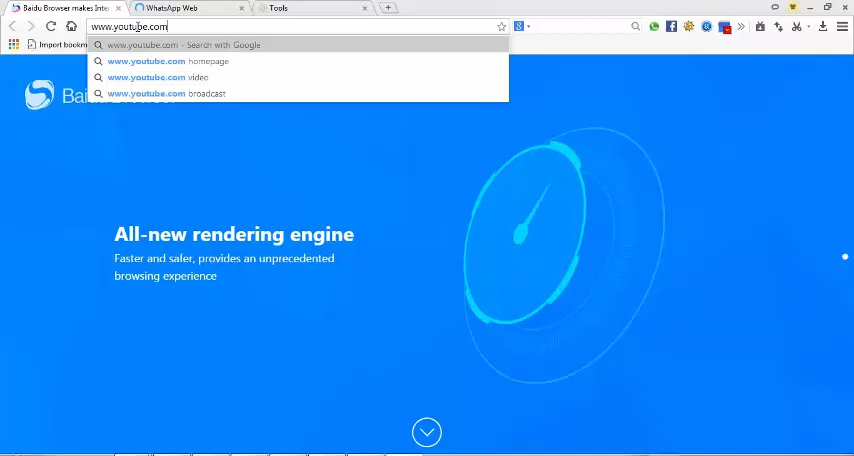 Baidu Browser makes Inter
WhatsApp Web
Tools
www.youtube.com
Import bookm
www.youtube.com - Search with Google
www.youtube.com homepage
www.youtube.com video
www.youtube.com broadcast
All-new rendering engine
Faster and safer, provides an unprecedented
browsing experience